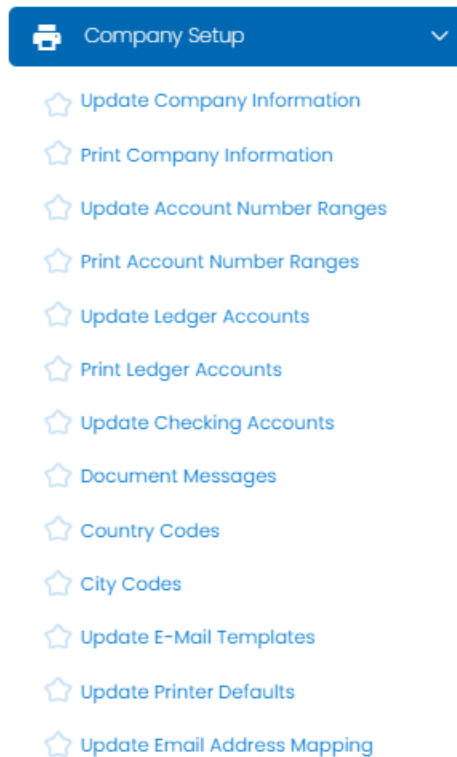 Company Setup
Update Company Information
Print Company Information
Update Account Number Ranges
Print Account Number Ranges
Update Ledger Accounts
Print Ledger Accounts
Update Checking Accounts
Document Messages
Country Codes
City Codes
Update E-Mail Templates
Update Printer Defaults
Update Email Address Mapping